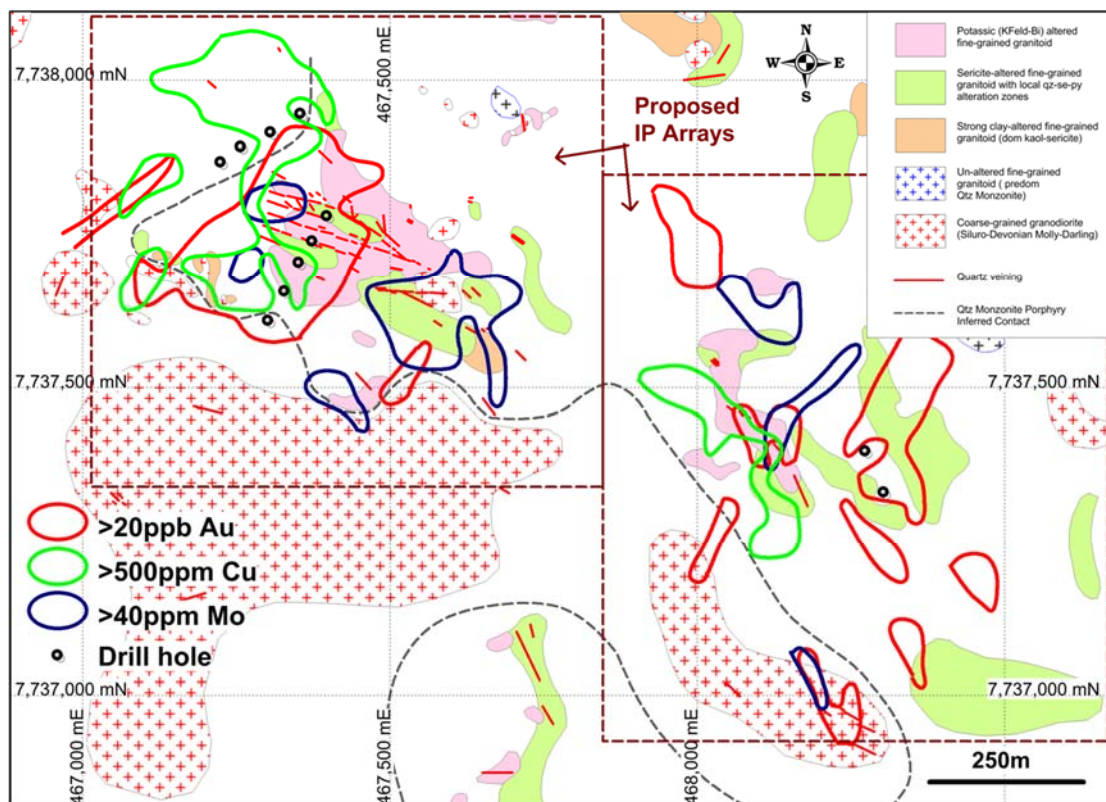 N
W E
S
7,738,000 mN
467,500 mE
Proposed
IP Arrays
Potassic (KFeld-Bi) altered
fine-grained granitoid
Sericite-altered fine-grained
granitoid with local qz-se-py
alteration zones
Strong clay-altered fine-grained
granitoid (dom kaol-sericite)
Un-altered fine-grained
granitoid ( predom
Qtz Monzonite)
Coarse-grained granodiorite
(Siluro-Devonian Molly-Darling)
Quartz veining
Qtz Monzonite Porphyry
Inferred Contact
7,737,500 mN
7,737,500 mN
>20ppb Au
>500ppm Cu
>40ppm Mo
Drill hole
7,737,000 mN
7,737,000 mN
467,000 mE
467,500 mE
468,000 mE
250m